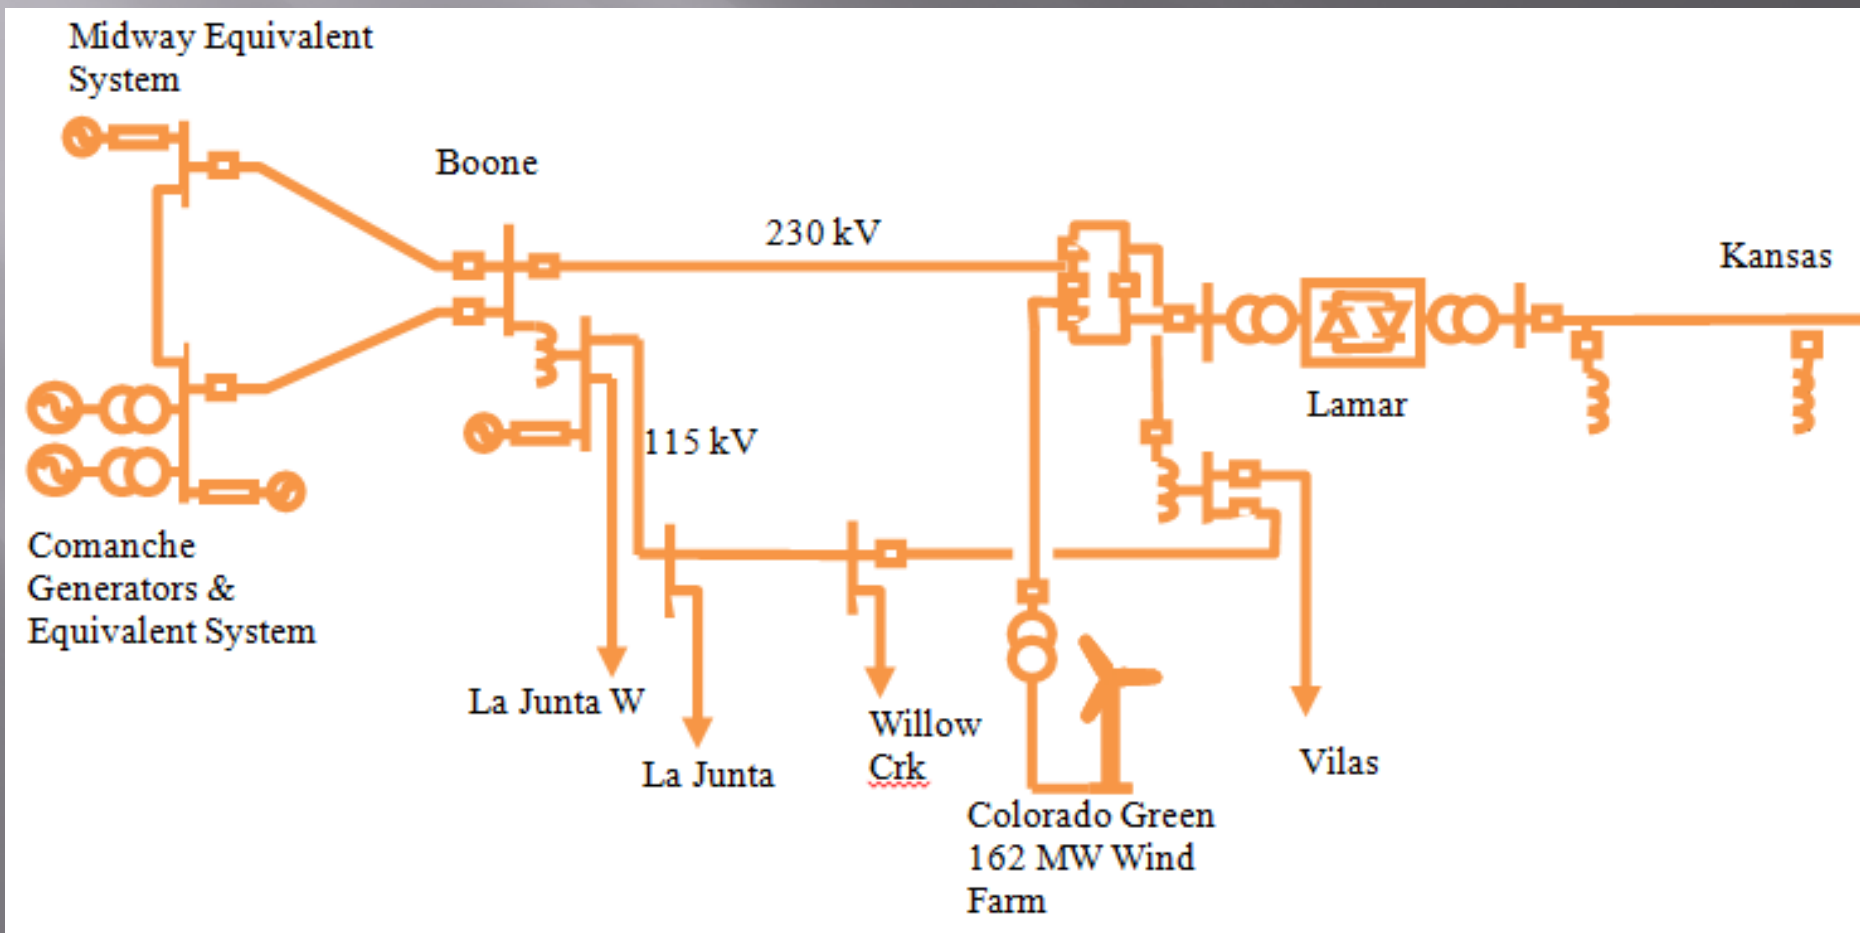 Midway Equivalent
System
Boone
230 kV
Kansas
Lamar
115 kV
Comanche
Generators &
Equivalent System
La Junta W
La Junta
Willow
Crk
Vilas
Colorado Green
162 MW Wind
Farm